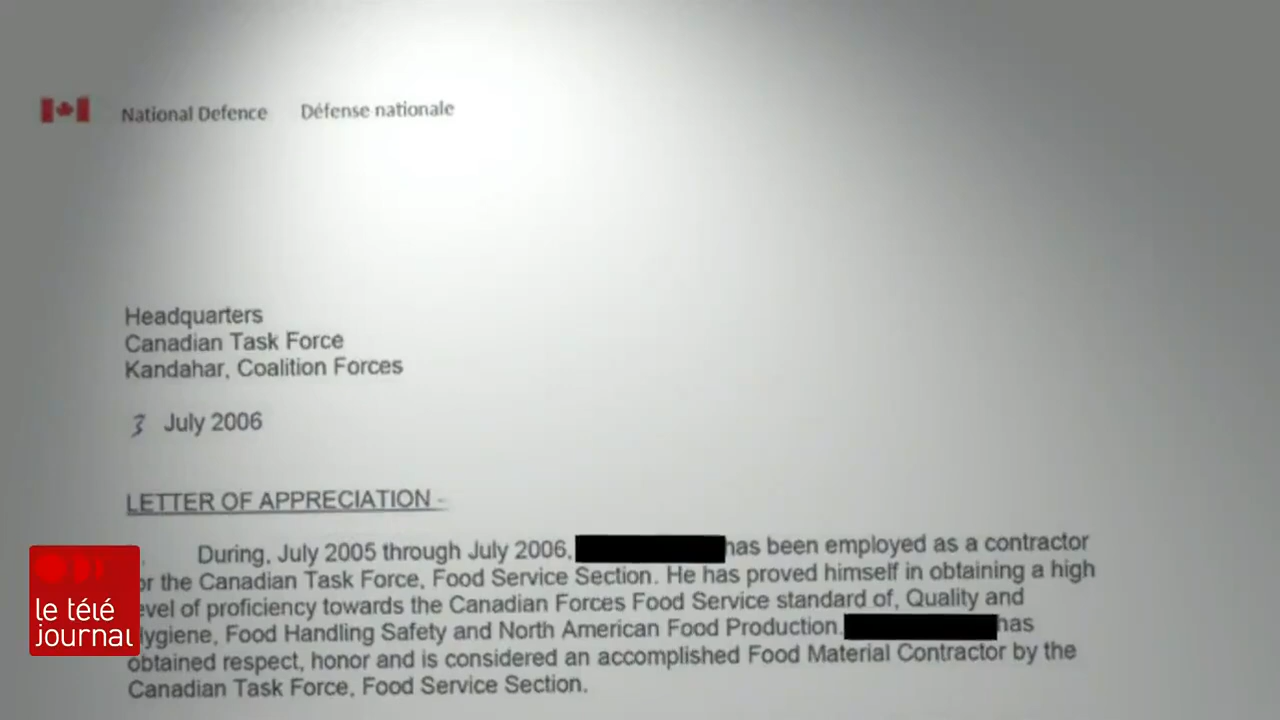 National Defence Défense nationale
Headquarters
Canadian Task Force
Kandahar, Coalition Forces
3 July 2006
LETTER OF APPRECIATION -
During, July 2005 through July 2006, has been employed as a contractor
or the Canadian Task Force, Food Service Section. He has proved himself in obtaining a high
evel of proficiency towards the Canadian Forces Food Service standard of, Quality and
ygiene, Food Handling Safety and North American Food Production. has
obtained respect, honor and is considered an accomplished Food Material Contractor by the
Canadian Task Force, Food Service Section.
le télé
journal